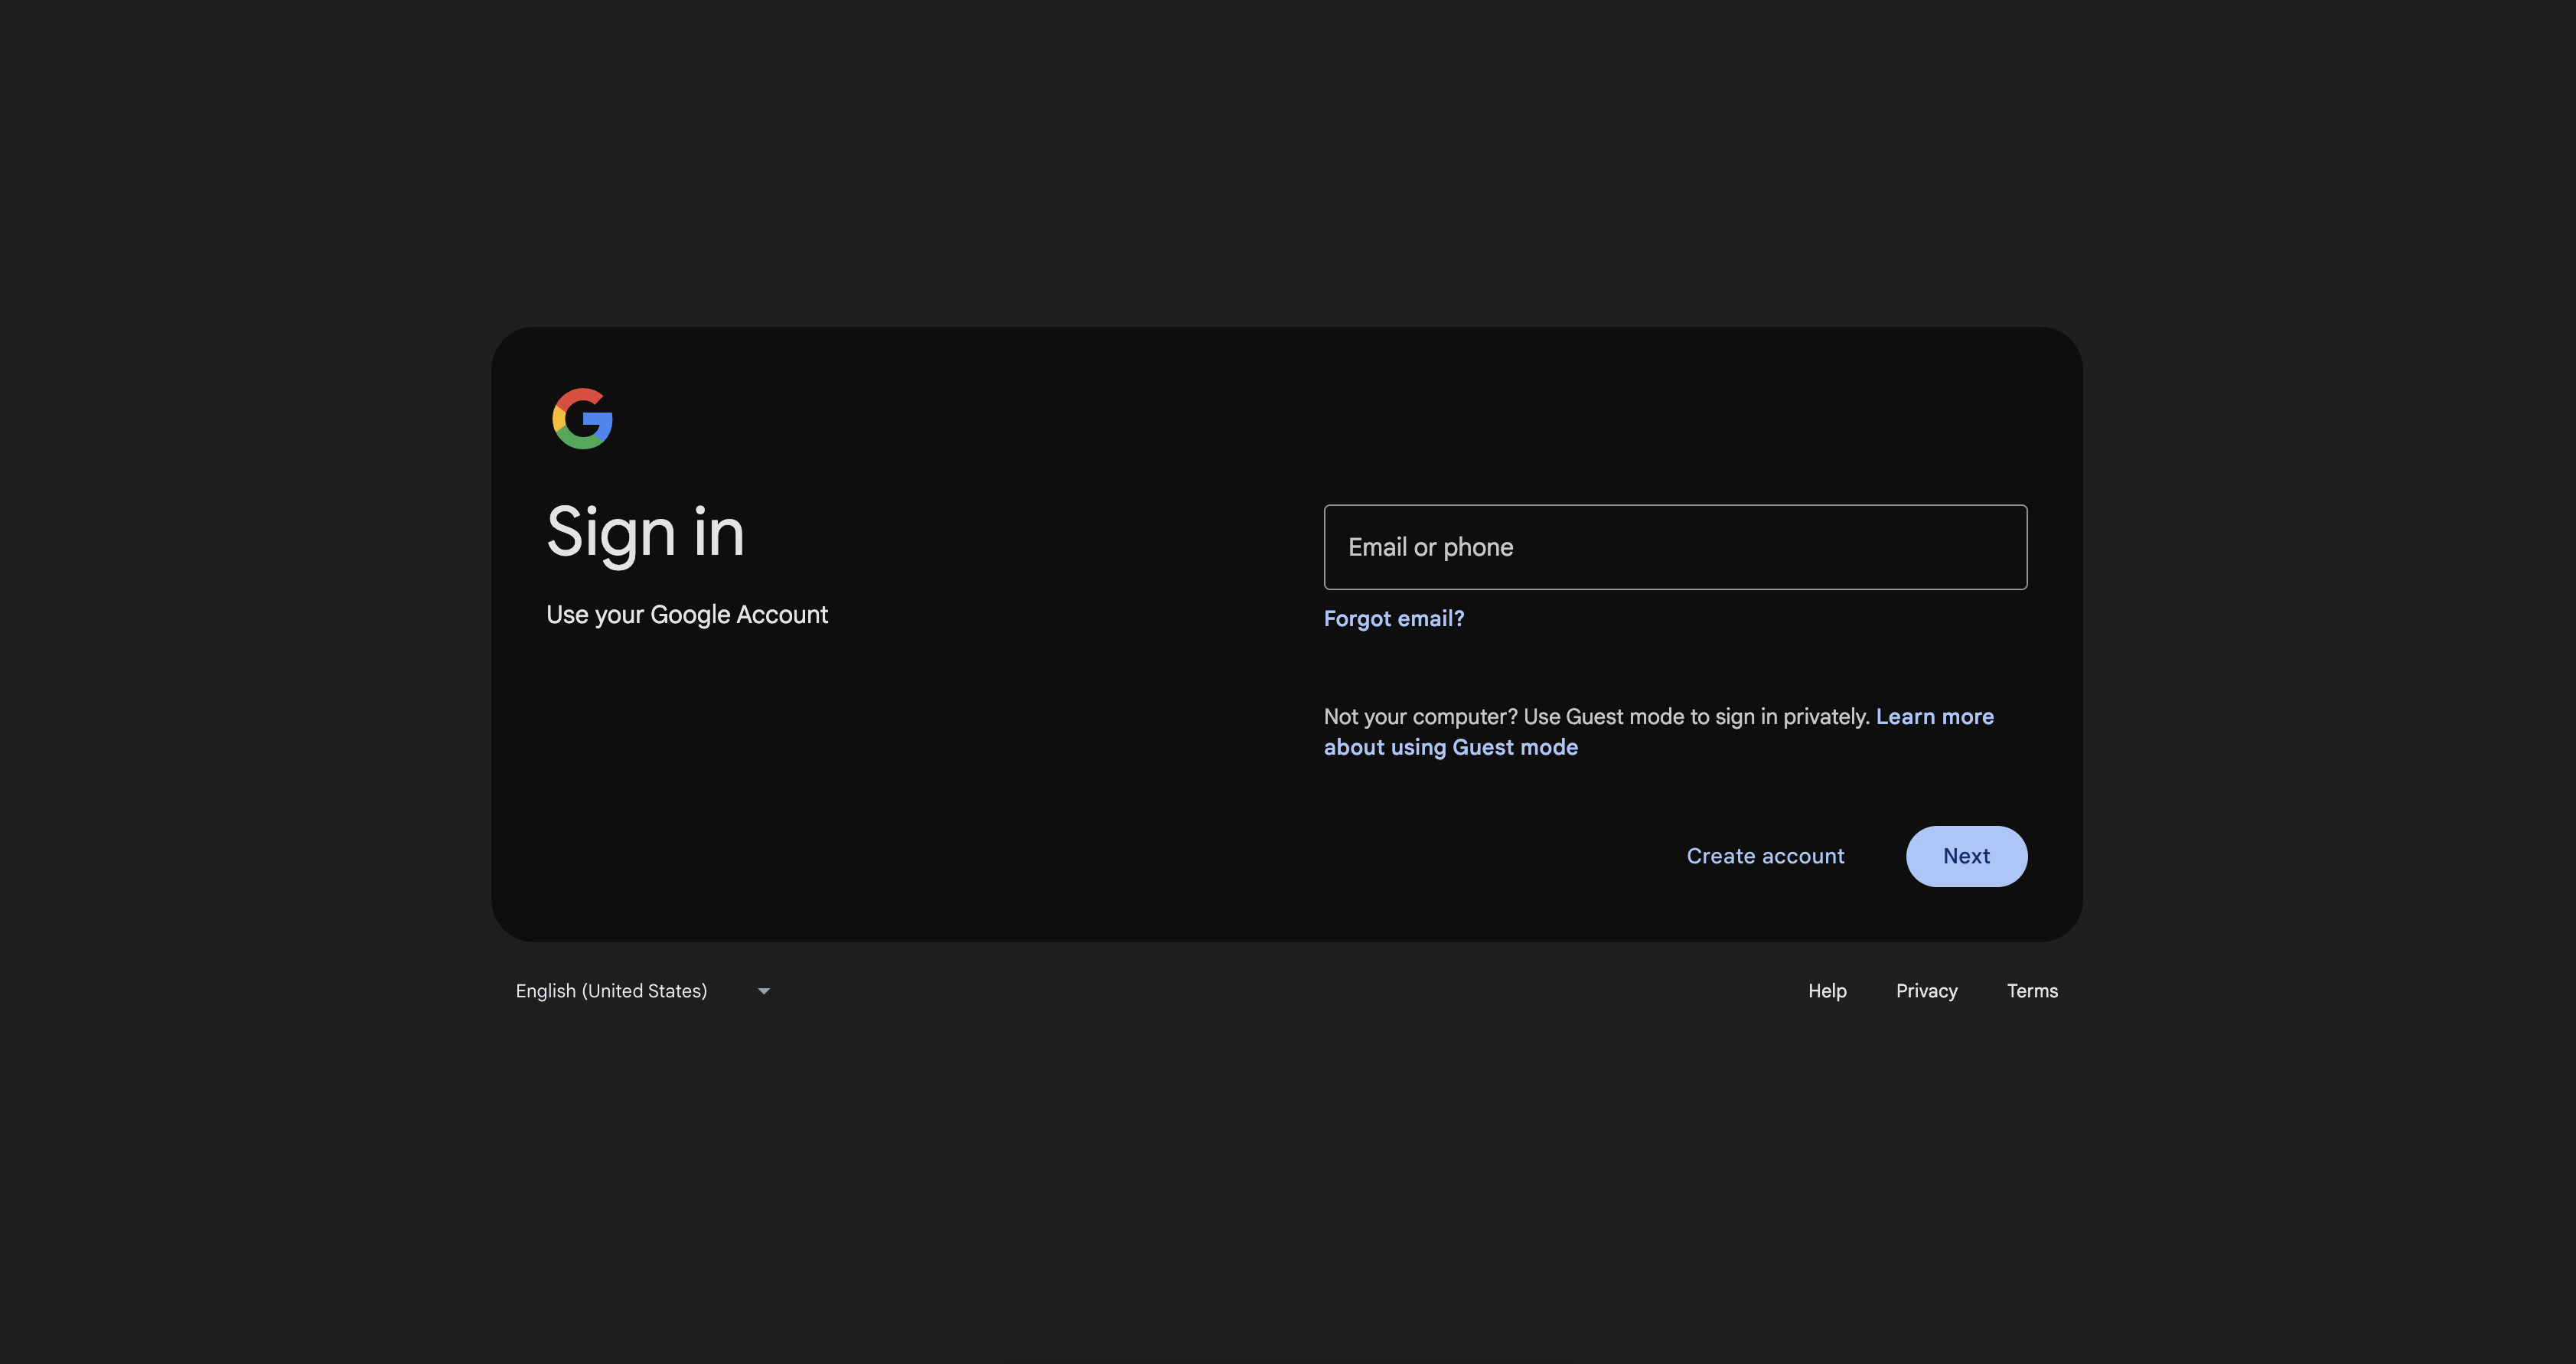 Sign in
Use your Google Account
Email or phone
Forgot email?
Not your computer? Use Guest mode to sign in privately. Learn more
about using Guest mode
Create account
Next
English (United States)
Help
Privacy
Terms